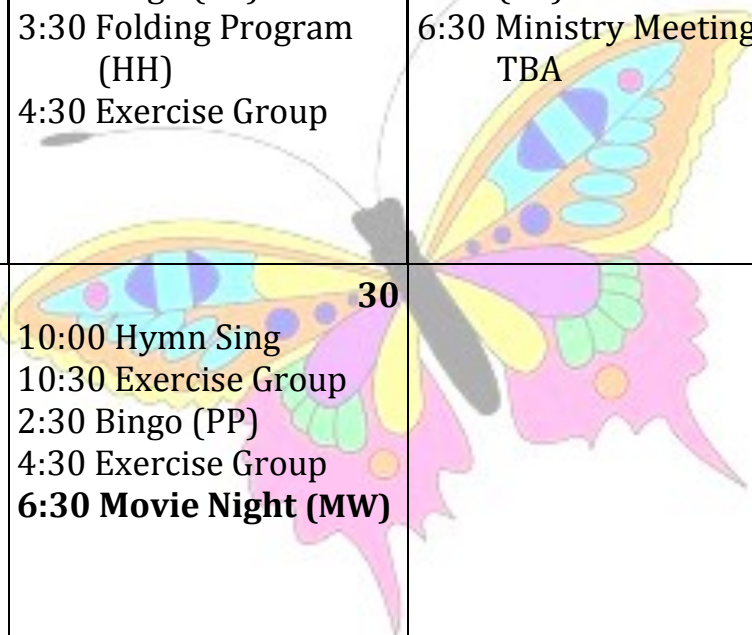 3:30 Folding Program
(HH)
4:30 Exercise Group
6:30 Ministry Meeting
TBA
30
10:00 Hymn Sing
10:30 Exercise Group
2:30 Bingo (PP)
4:30 Exercise Group
6:30 Movie Night (MW)